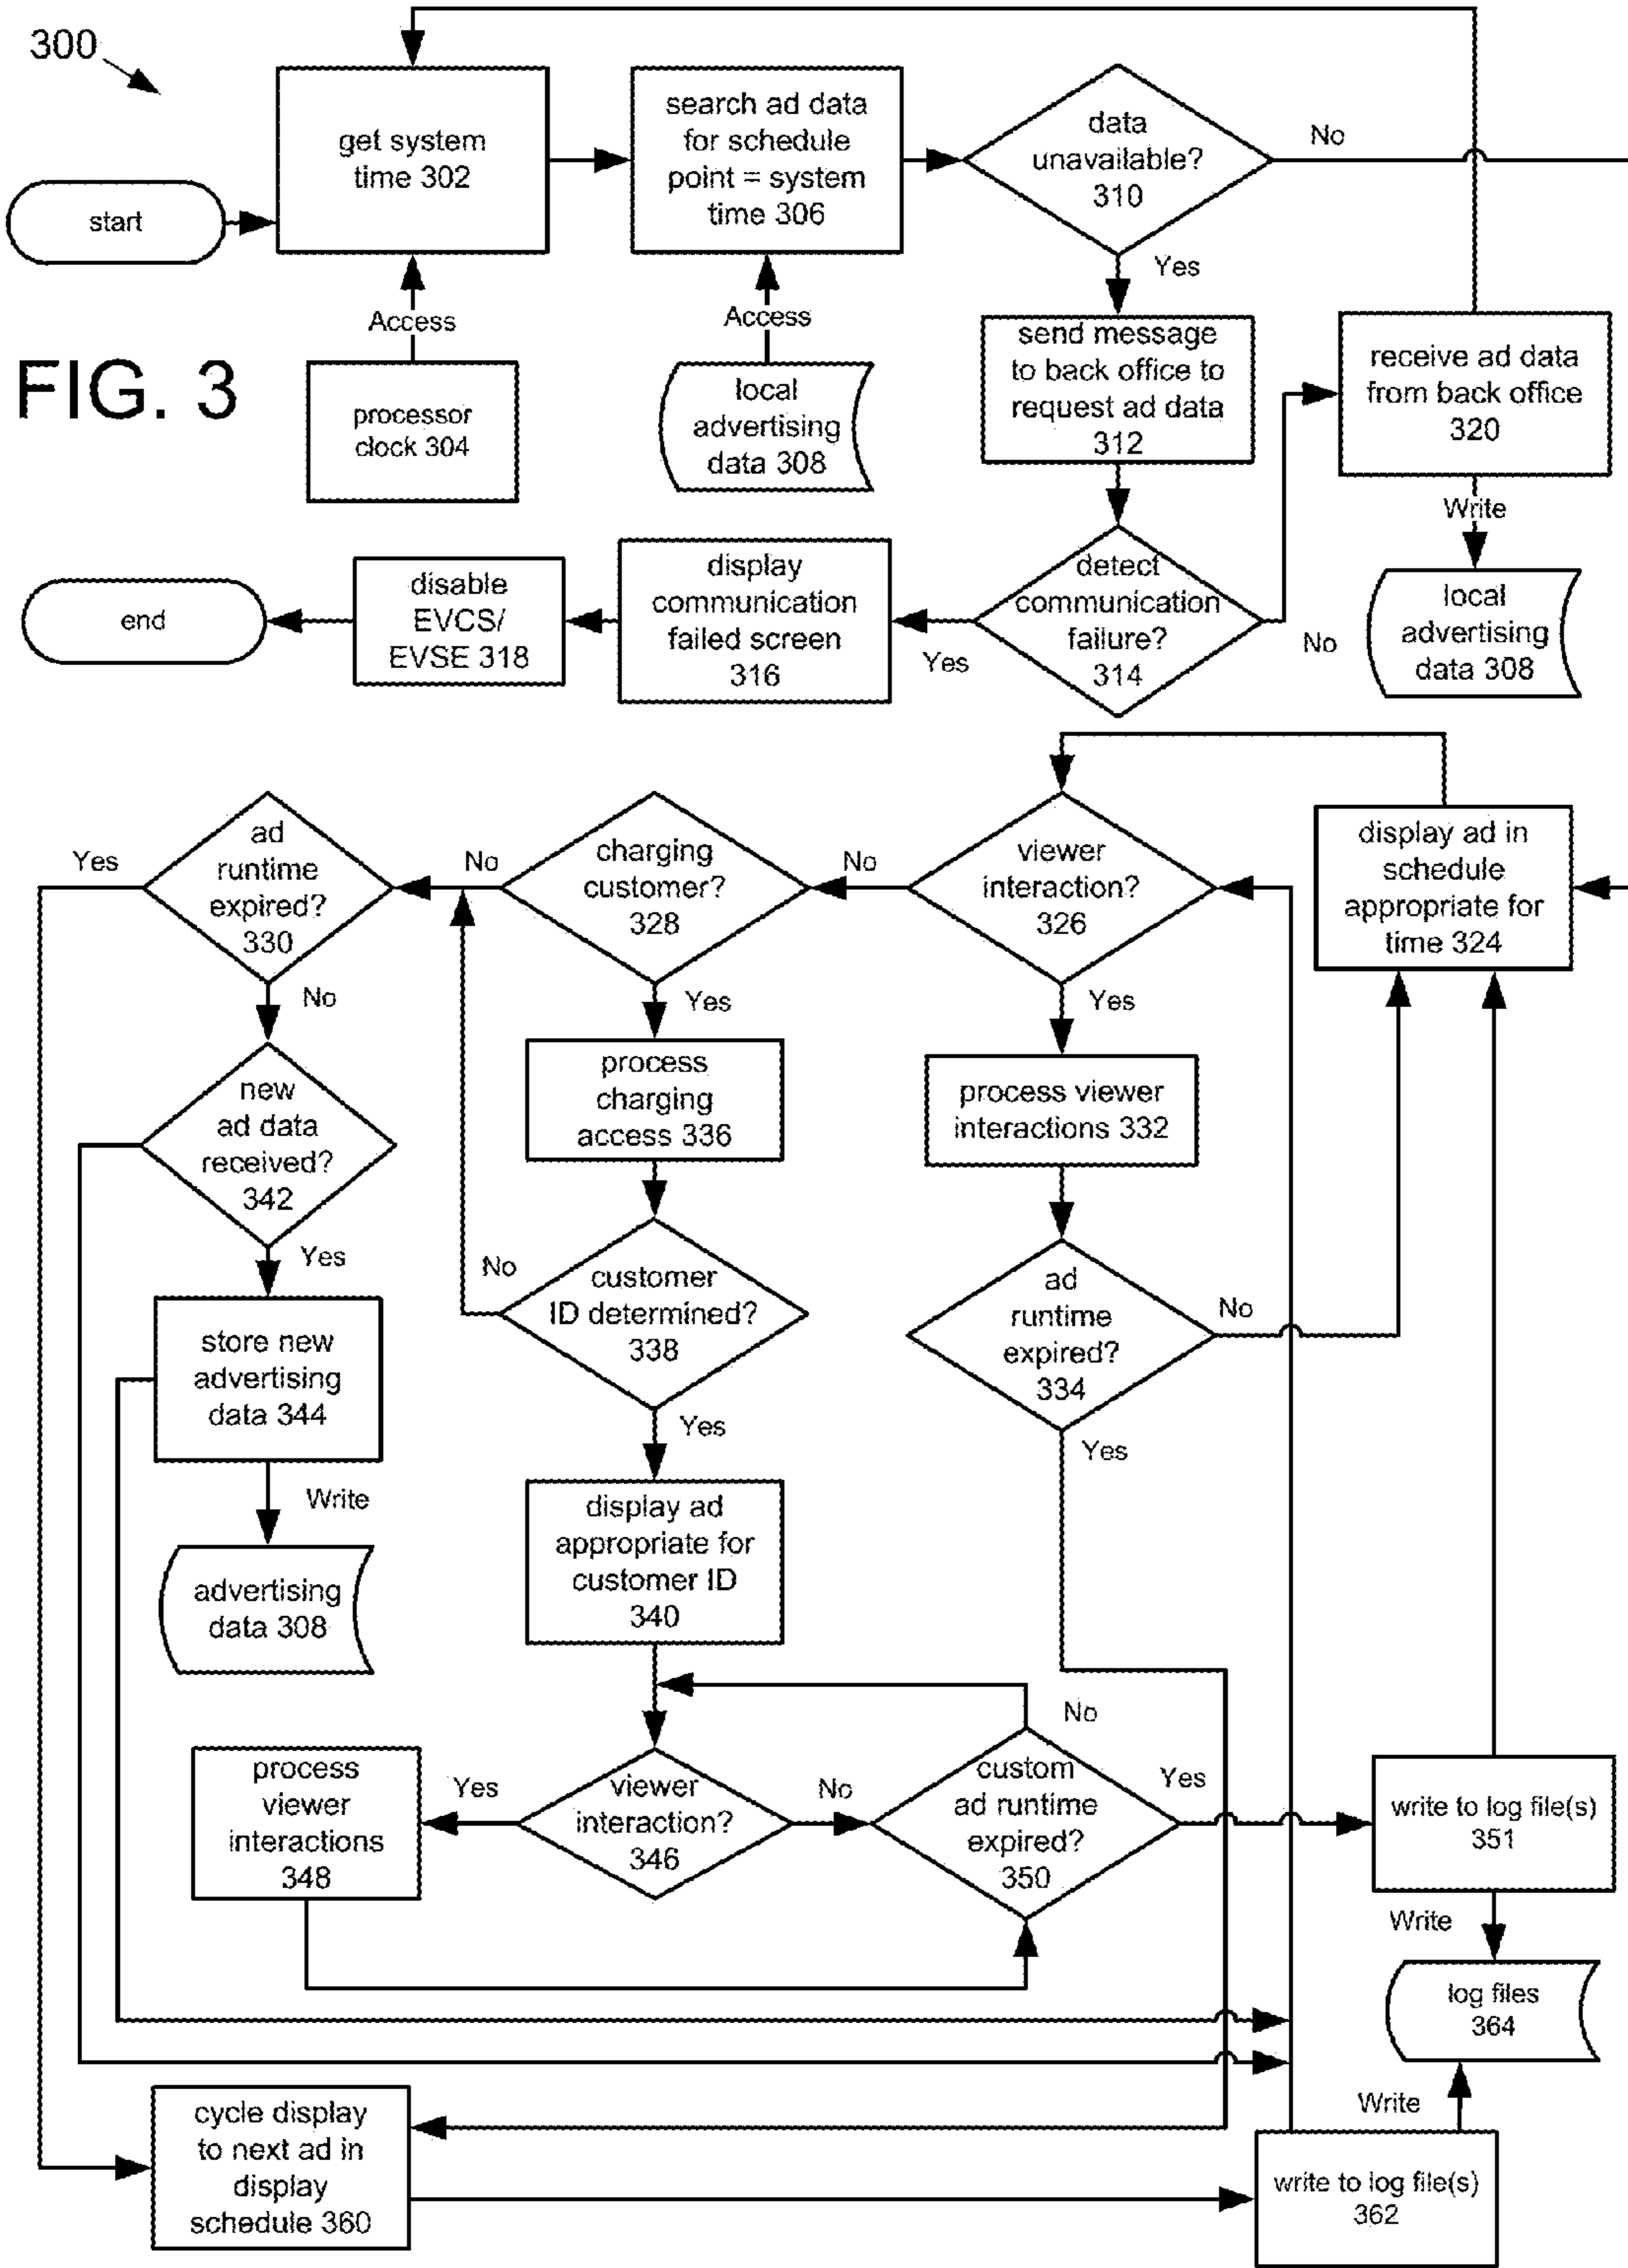 300
start
get system
time 302
search ad data
for schedule
point = system
time 306
data
unavailable?
310
No
Yes
Access
Access
FIG. 3
processor
clock 304
local
advertising
data 308
send message
to back office to
request ad data
312
receive ad data
from back office
320
Write
local
advertising
data 308
end
disable
EVCS/
EVSE 318
display
communication
failed screen
316
Yes
detect
communication
failure?
314
No
Yes
ad
runtime
expired?
330
No
charging
customer?
328
No
viewer
interaction?
326
display ad in
schedule
appropriate for
time 324
No
Yes
Yes
new
ad data
received?
342
process
charging
access 336
process viewer
interactions 332
Yes
No
customer
ID determined?
338
ad
runtime
expired?
334
No
store new
advertising
data 344
Yes
Yes
Write
display ad
appropriate for
customer ID
340
advertising
data 308
No
process
viewer
interactions
348
Yes
viewer
interaction?
346
No
custom
ad runtime
expired?
350
Yes
write to log file(s)
351
Write
log files
364
Write
cycle display
to next ad in
display
schedule 360
write to log file(s)
362